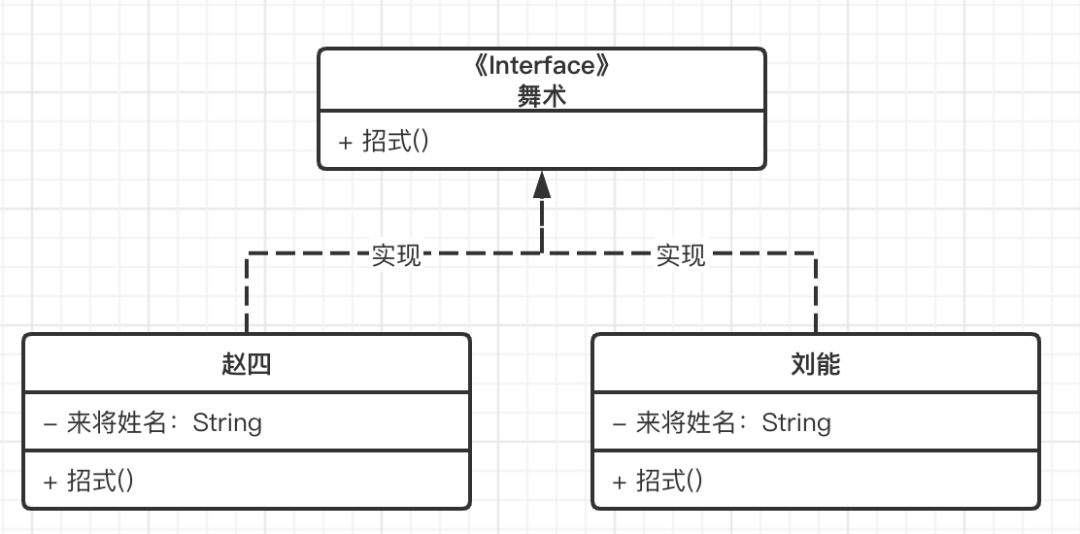 《Interface》
舞术
+ 招式()
实现
实现
赵四
刘能
- 来将姓名：String
- 来将姓名：String
+ 招式()
+ 招式()